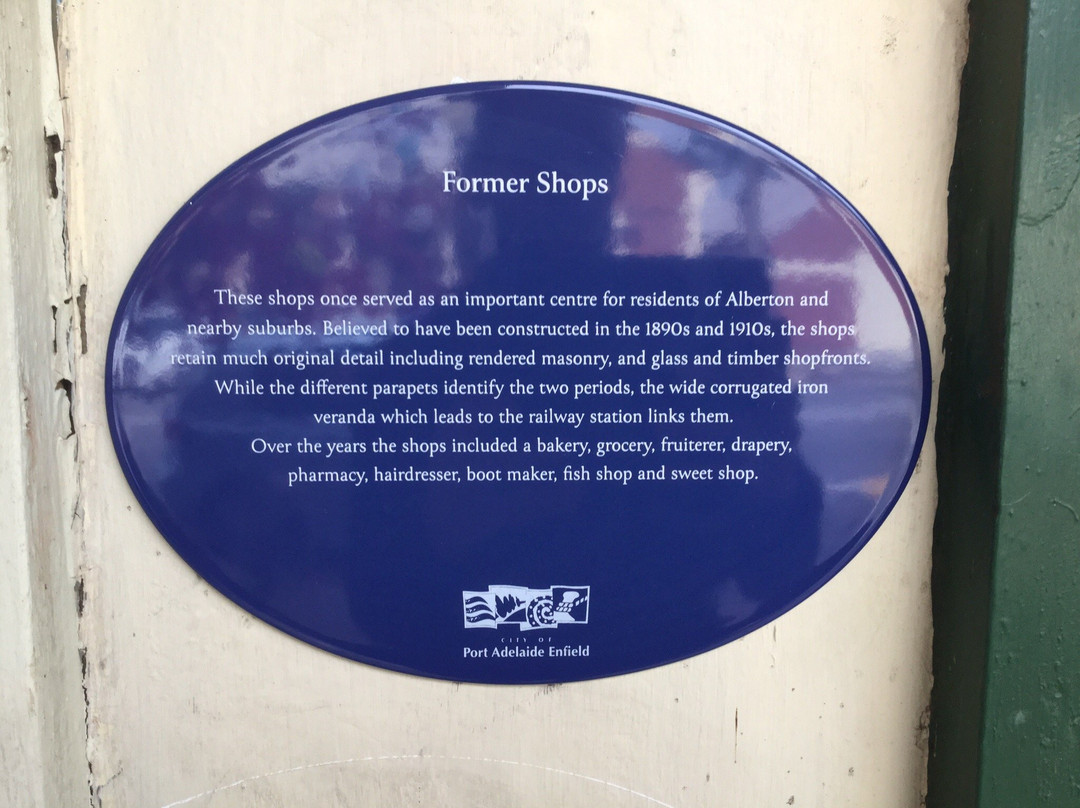 Former Shops
These shops once served as an important centre for residents of Alberton and
nearby suburbs. Believed to have been constructed in the 1890s and 1910s, the shops
retain much original detail including rendered masonry, and glass and timber shopfronts.
While the different parapets identify the two periods, the wide corrugated iron
veranda which leads to the railway station links them.
Over the years the shops included a bakery, grocery, fruiterer, drapery,
pharmacy, hairdresser, boot maker, fish shop and sweet shop.
CITY OF
Port Adelaide Enfield